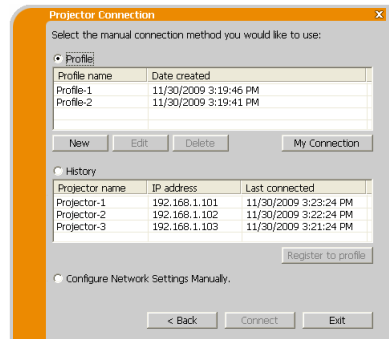 Projector Connection X
Select the manual connection method you would like to use:
Profile
Profile name Date created
Profile-1 11/30/2009 3:19:46 PM
Profile-2 11/30/2009 3:19:41 PM
New Edit Delete My Connection
History
Projector name IP address Last connected
Projector-1 192.168.1.101 11/30/2009 3:23:24 PM
Projector-2 192.168.1.102 11/30/2009 3:22:24 PM
Projector-3 192.168.1.103 11/30/2009 3:21:24 PM
Register to profile
Configure Network Settings Manually.
< Back Connect Exit